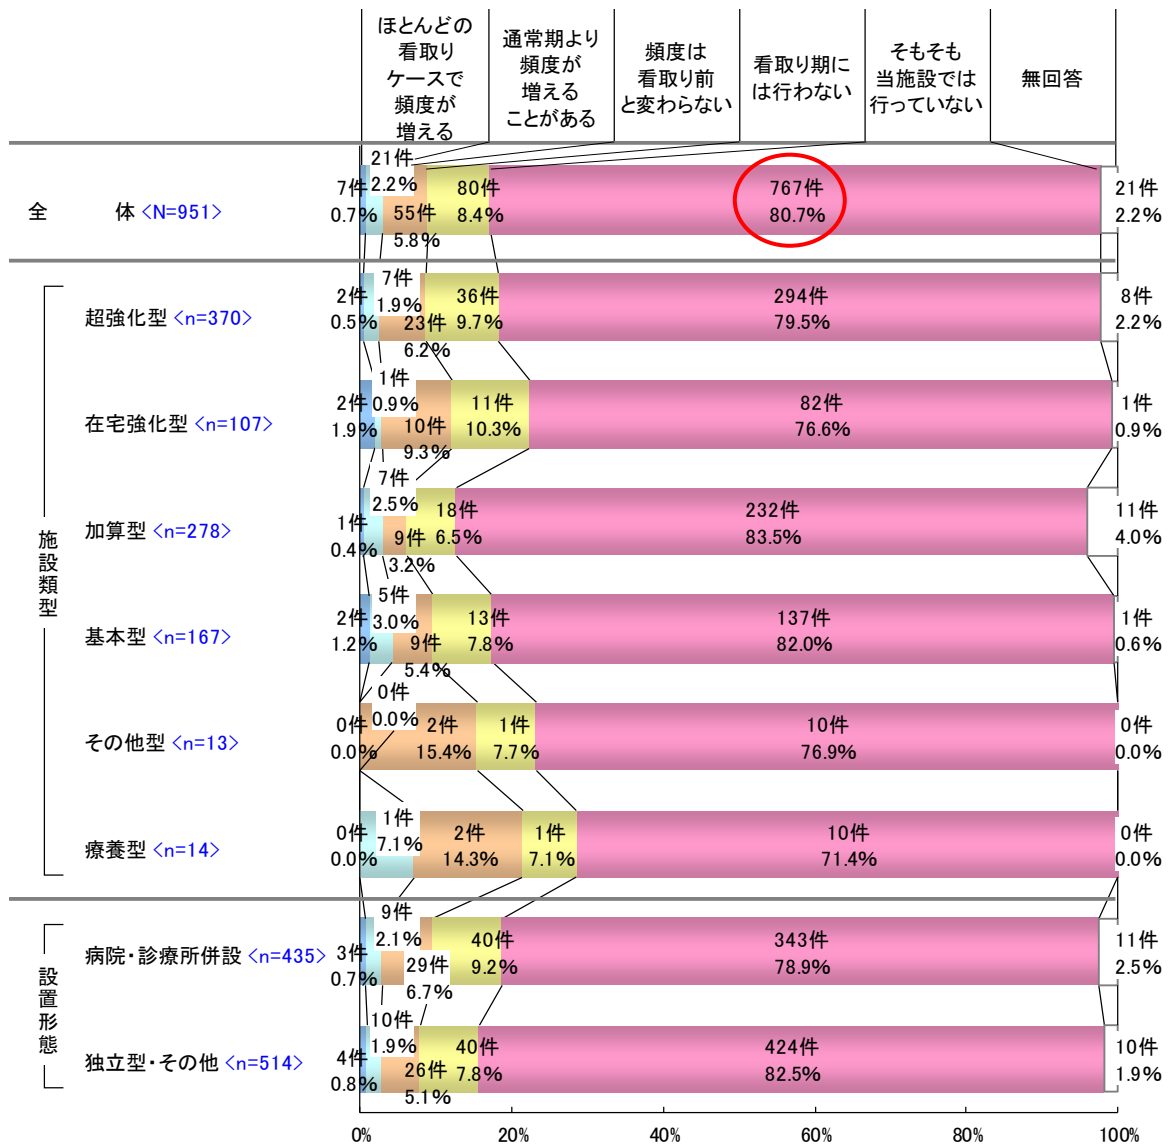 ほとんどの
看取り
ケースで
頻度が
増える
通常期より
頻度が
増える
ことがある
頻度は
看取り前
と変わらない
看取り期に
は行わない
そもそも
当施設では
行っていない
無回答
全 体 <N=951>
7件
0.7%
21件
2.2%
55件
5.8%
80件
8.4%
767件
80.7%
21件
2.2%
施設類型
超強化型 <n=370>
2件
0.5%
7件
1.9%
23件
6.2%
36件
9.7%
294件
79.5%
8件
2.2%
在宅強化型 <n=107>
2件
1.9%
1件
0.9%
10件
9.3%
11件
10.3%
82件
76.6%
1件
0.9%
加算型 <n=278>
1件
0.4%
7件
2.5%
9件
3.2%
18件
6.5%
232件
83.5%
11件
4.0%
基本型 <n=167>
2件
1.2%
5件
3.0%
9件
5.4%
13件
7.8%
137件
82.0%
1件
0.6%
その他型 <n=13>
0件
0.0%
0件
0.0%
2件
15.4%
1件
7.7%
10件
76.9%
0件
0.0%
療養型 <n=14>
0件
0.0%
1件
7.1%
2件
14.3%
1件
7.1%
10件
71.4%
0件
0.0%
設置形態
病院・診療所併設 <n=435>
3件
0.7%
9件
2.1%
29件
6.7%
40件
9.2%
343件
78.9%
11件
2.5%
独立型・その他 <n=514>
4件
0.8%
10件
1.9%
26件
5.1%
40件
7.8%
424件
82.5%
10件
1.9%
0% 20% 40% 60% 80% 100%